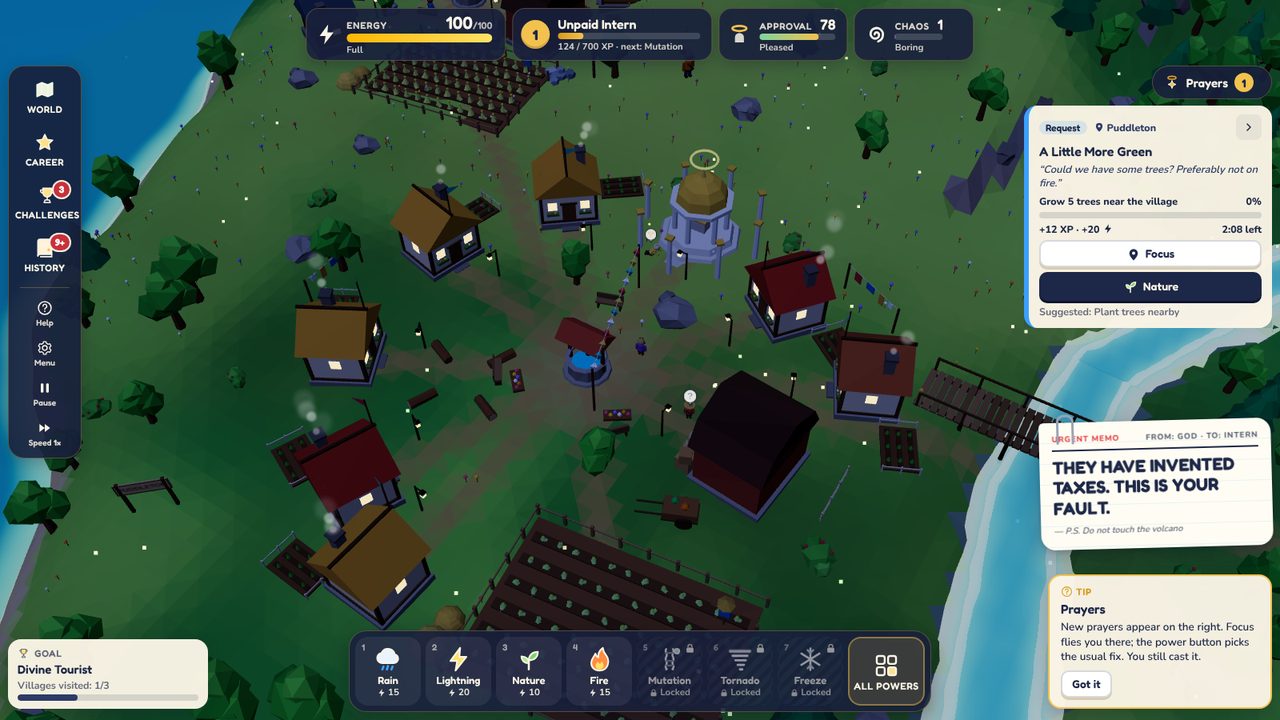 ENERGY 100/100
Full
1
Unpaid Intern
124 / 700 XP · next: Mutation
APPROVAL 78
Pleased
CHAOS 1
Boring
WORLD
CAREER
3
CHALLENGES
9+
HISTORY
Help
Menu
Pause
Speed 1x
Prayers 1
Request Puddleton
A Little More Green
“Could we have some trees? Preferably not on
fire.”
Grow 5 trees near the village 0%
+12 XP · +20 2:08 left
Focus
Nature
Suggested: Plant trees nearby
?
URGENT MEMO FROM: GOD · TO: INTERN
THEY HAVE INVENTED
TAXES. THIS IS YOUR
FAULT.
— P.S. Do not touch the volcano
TIP
Prayers
New prayers appear on the right. Focus
flies you there; the power button picks
the usual fix. You still cast it.
Got it
GOAL
Divine Tourist
Villages visited: 1/3
1
Rain
15
2
Lightning
20
3
Nature
10
4
Fire
15
5
Mutation
Locked
6
Tornado
Locked
7
Freeze
Locked
ALL POWERS